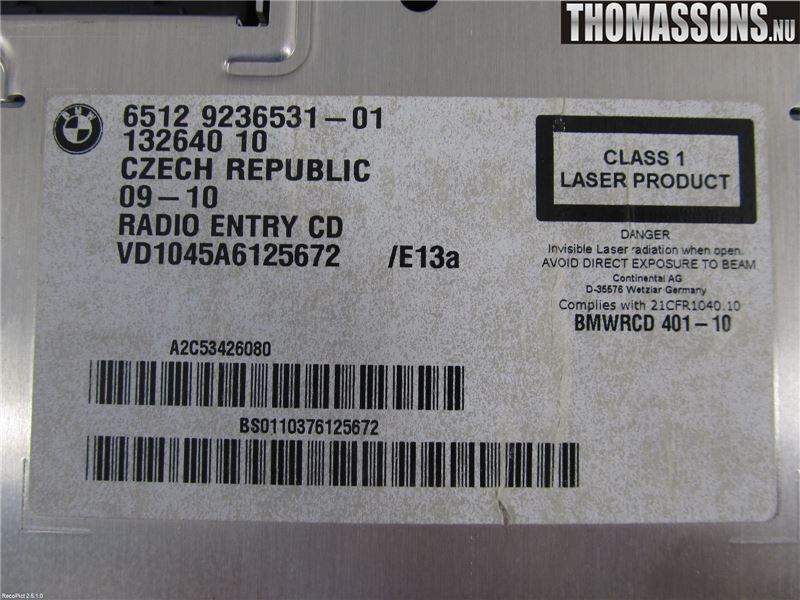 THOMASSONS.NU
BMW
6512 9236531-01
132640 10
CZECH REPUBLIC
09-10
RADIO ENTRY CD
VD1045A6125672 /E13a
CLASS 1
LASER PRODUCT
DANGER
Invisible Laser radiation when open.
AVOID DIRECT EXPOSURE TO BEAM
Continental AG
D-35576 Wetzlar Germany
Complies with 21CFR1040.10
BMWRCD 401-10
A2C53426080
BS0110376125672
RecoPict 2.5.1.0